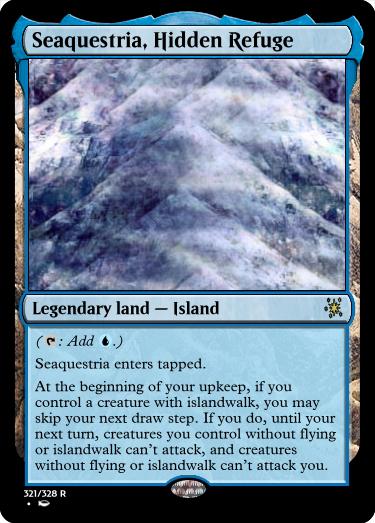 Seaquestria, Hidden Refuge
Legendary land — Island
( : Add .)
Seaquestria enters tapped.
At the beginning of your upkeep, if you
control a creature with islandwalk, you may
skip your next draw step. If you do, until your
next turn, creatures you control without flying
or islandwalk can't attack, and creatures
without flying or islandwalk can't attack you.
321/328 R